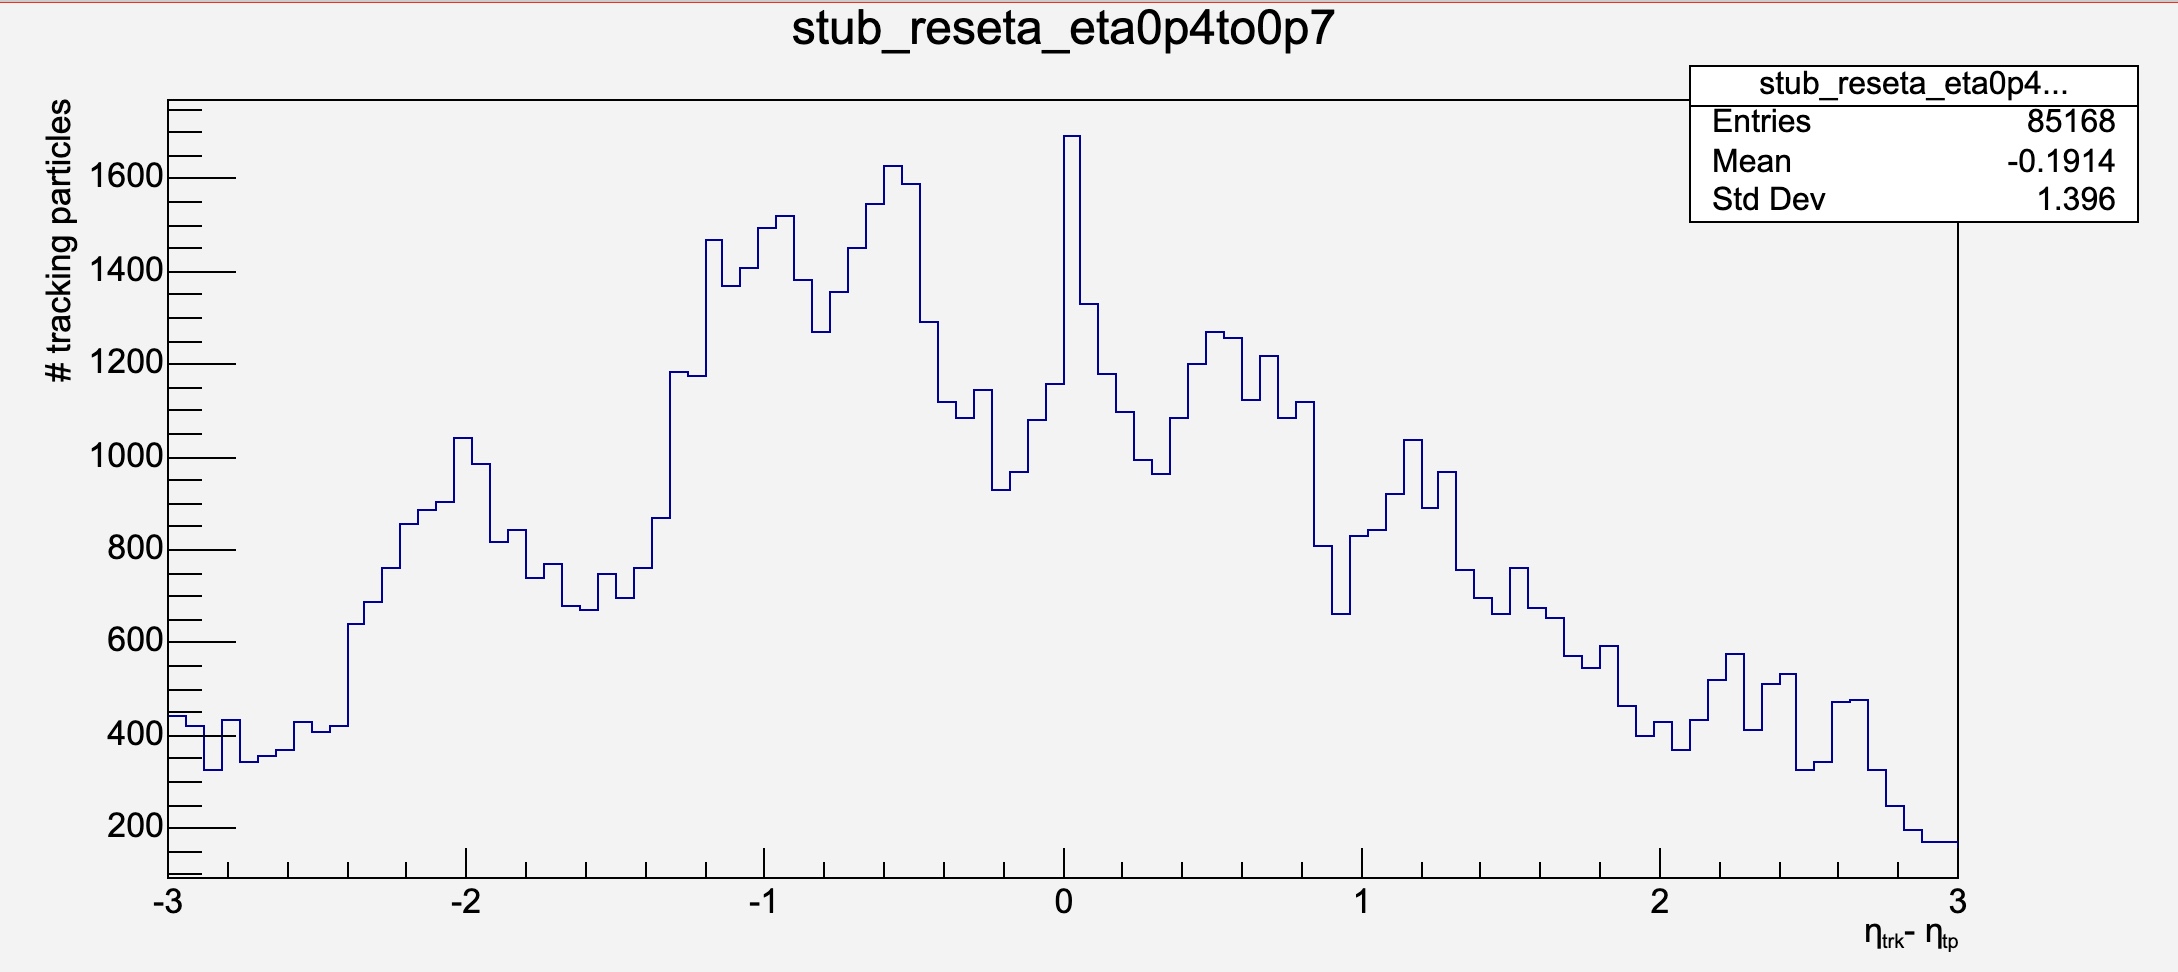 stub_reseta_eta0p4to0p7
stub_reseta_eta0p4...
Entries 85168
Mean -0.1914
Std Dev 1.396
# tracking particles
1600
1400
1200
1000
800
600
400
200
-3 -2 -1 0 1 2 3
ηtrk- ηtp